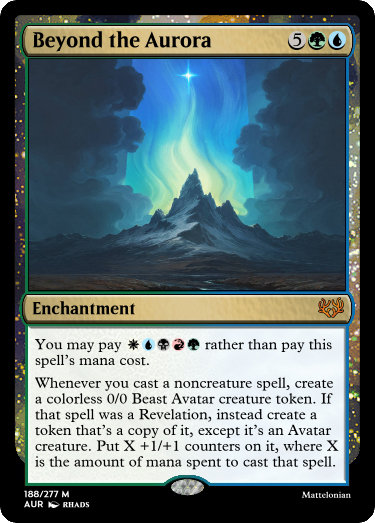 Beyond the Aurora 5
Enchantment
You may pay rather than pay this
spell's mana cost.
Whenever you cast a noncreature spell, create
a colorless 0/0 Beast Avatar creature token. If
that spell was a Revelation, instead create a
token that's a copy of it, except it's an Avatar
creature. Put X +1/+1 counters on it, where X
is the amount of mana spent to cast that spell.
188/277 M
AUR RHADS
Mattelonian